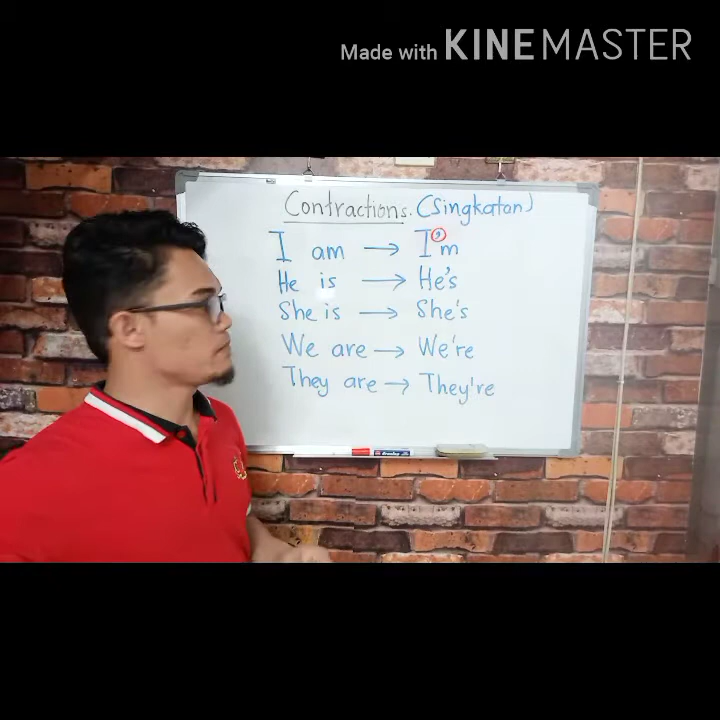 Made with KINEMASTER
Contractions. (Singkatan)
I am → I'm
He is → He's
She is → She's
We are → We're
They are → They're